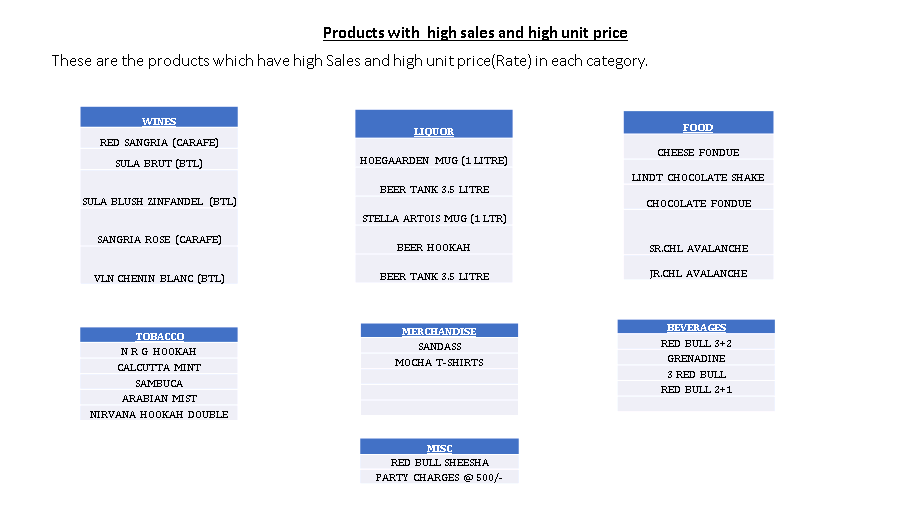 Products with high sales and high unit price
These are the products which have high Sales and high unit price(Rate) in each category.
WINES
RED SANGRIA (CARAFE)
SULA BRUT (BTL)
SULA BLUSH ZINFANDEL (BTL)
SANGRIA ROSE (CARAFE)
VLN CHENIN BLANC (BTL)
LIQUOR
HOEGAARDEN MUG (1 LITRE)
BEER TANK 3.5 LITRE
STELLA ARTOIS MUG (1 LTR)
BEER HOOKAH
BEER TANK 3.5 LITRE
FOOD
CHEESE FONDUE
LINDT CHOCOLATE SHAKE
CHOCOLATE FONDUE
SR.CHL AVALANCHE
JR.CHL AVALANCHE
TOBACCO
N R G HOOKAH
CALCUTTA MINT
SAMBUCA
ARABIAN MIST
NIRVANA HOOKAH DOUBLE
MERCHANDISE
SANDASS
MOCHA T-SHIRTS
BEVERAGES
RED BULL 3+2
GRENADINE
3 RED BULL
RED BULL 2+1
MISC
RED BULL SHEESHA
PARTY CHARGES @ 500/-